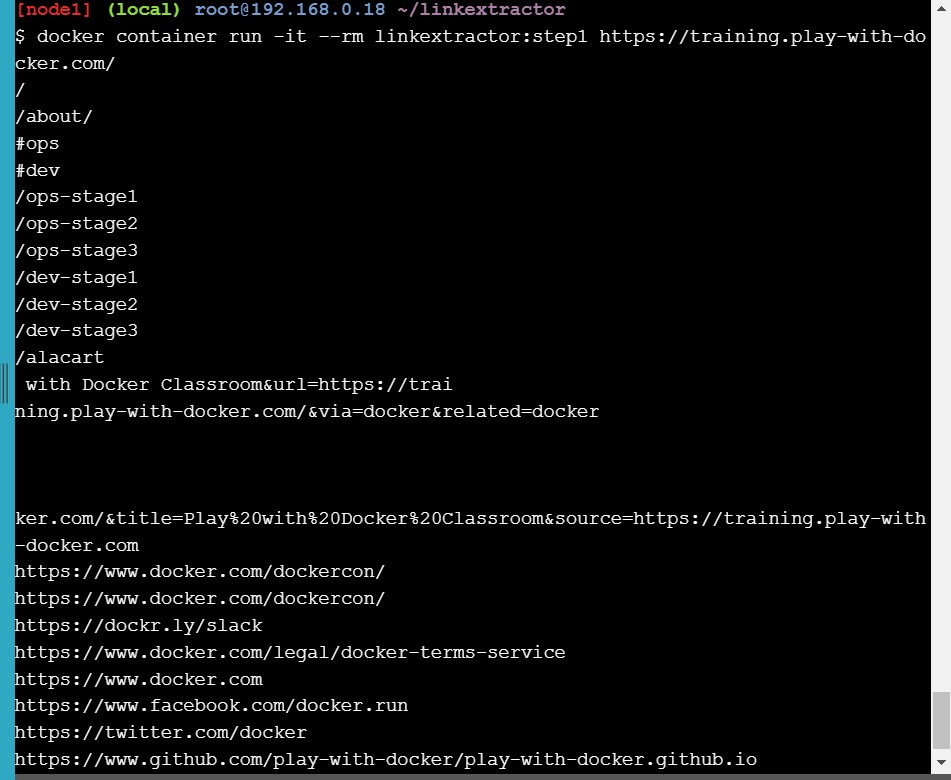 [node1] (local) root@192.168.0.18 ~/linkextractor
$ docker container run -it --rm linkextractor:step1 https://training.play-with-do
cker.com/
/
/about/
#ops
#dev
/ops-stage1
/ops-stage2
/ops-stage3
/dev-stage1
/dev-stage2
/dev-stage3
/alacart
with Docker Classroom&url=https://trai
ning.play-with-docker.com/&via=docker&related=docker
ker.com/&title=Play%20with%20Docker%20Classroom&source=https://training.play-with
-docker.com
https://www.docker.com/dockercon/
https://www.docker.com/dockercon/
https://dockr.ly/slack
https://www.docker.com/legal/docker-terms-service
https://www.docker.com
https://www.facebook.com/docker.run
https://twitter.com/docker
https://www.github.com/play-with-docker/play-with-docker.github.io